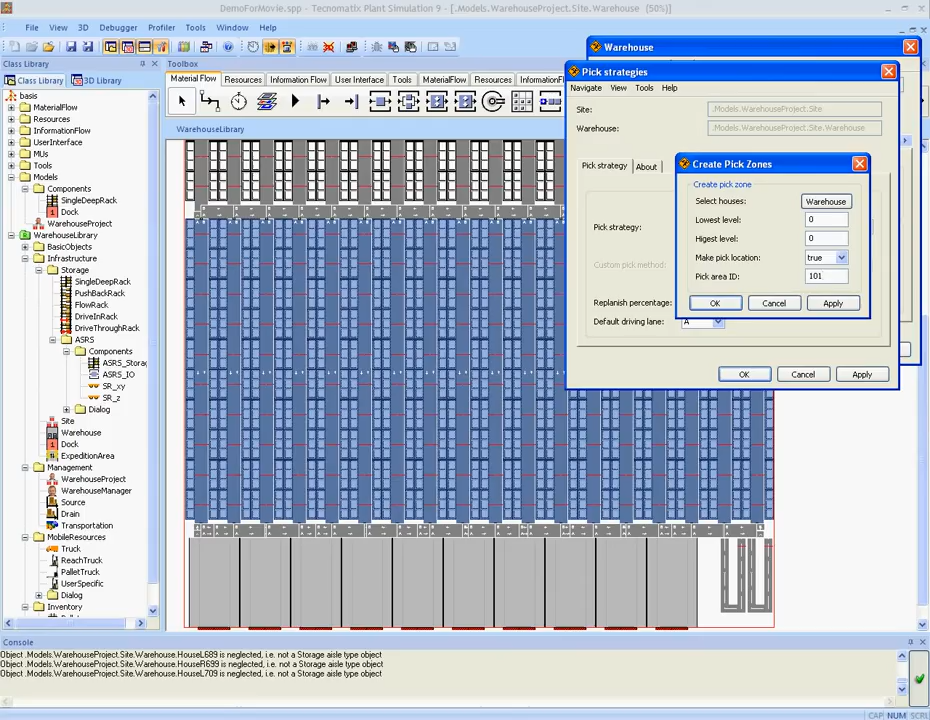 DemoForMovie.spp - Tecnomatix Plant Simulation 9 - [.Models.WarehouseProject.Site.Warehouse (50%)]
File View 3D Debugger Profiler Tools Window Help
Class Library
Class Library 3D Library
basis
MaterialFlow
Resources
InformationFlow
UserInterface
MUs
Tools
Models
Components
SingleDeepRack
Dock
WarehouseProject
WarehouseLibrary
BasicObjects
Infrastructure
Storage
SingleDeepRack
PushBackRack
FlowRack
DriveInRack
DriveThroughRack
ASRS
Components
ASRS_Storag
ASRS_IO
SR_xy
SR_z
Dialog
Site
Warehouse
Dock
ExpeditionArea
Management
WarehouseProject
WarehouseManager
Source
Drain
Transportation
MobileResources
Truck
ReachTruck
PalletTruck
UserSpecific
Dialog
Inventory
Toolbox
Material Flow Resources Information Flow User Interface Tools MaterialFlow Resources InformationFl
WarehouseLibrary
Warehouse
Pick strategies
Navigate View Tools Help
Site: .Models.WarehouseProject.Site
Warehouse: .Models.WarehouseProject.Site.Warehouse
Pick strategy About
Pick strategy:
Custom pick method:
Replanish percentage:
Default driving lane: A
OK Cancel Apply
Create Pick Zones
Create pick zone
Select houses: Warehouse
Lowest level: 0
Higest level: 0
Make pick location: true
Pick area ID: 101
OK Cancel Apply
Console
Object .Models.WarehouseProject.Site.Warehouse.HouseL689 is neglected, i.e. not a Storage aisle type object
Object .Models.WarehouseProject.Site.Warehouse.HouseR699 is neglected, i.e. not a Storage aisle type object
Object .Models.WarehouseProject.Site.Warehouse.HouseL709 is neglected, i.e. not a Storage aisle type object
CAP NUM SCRL